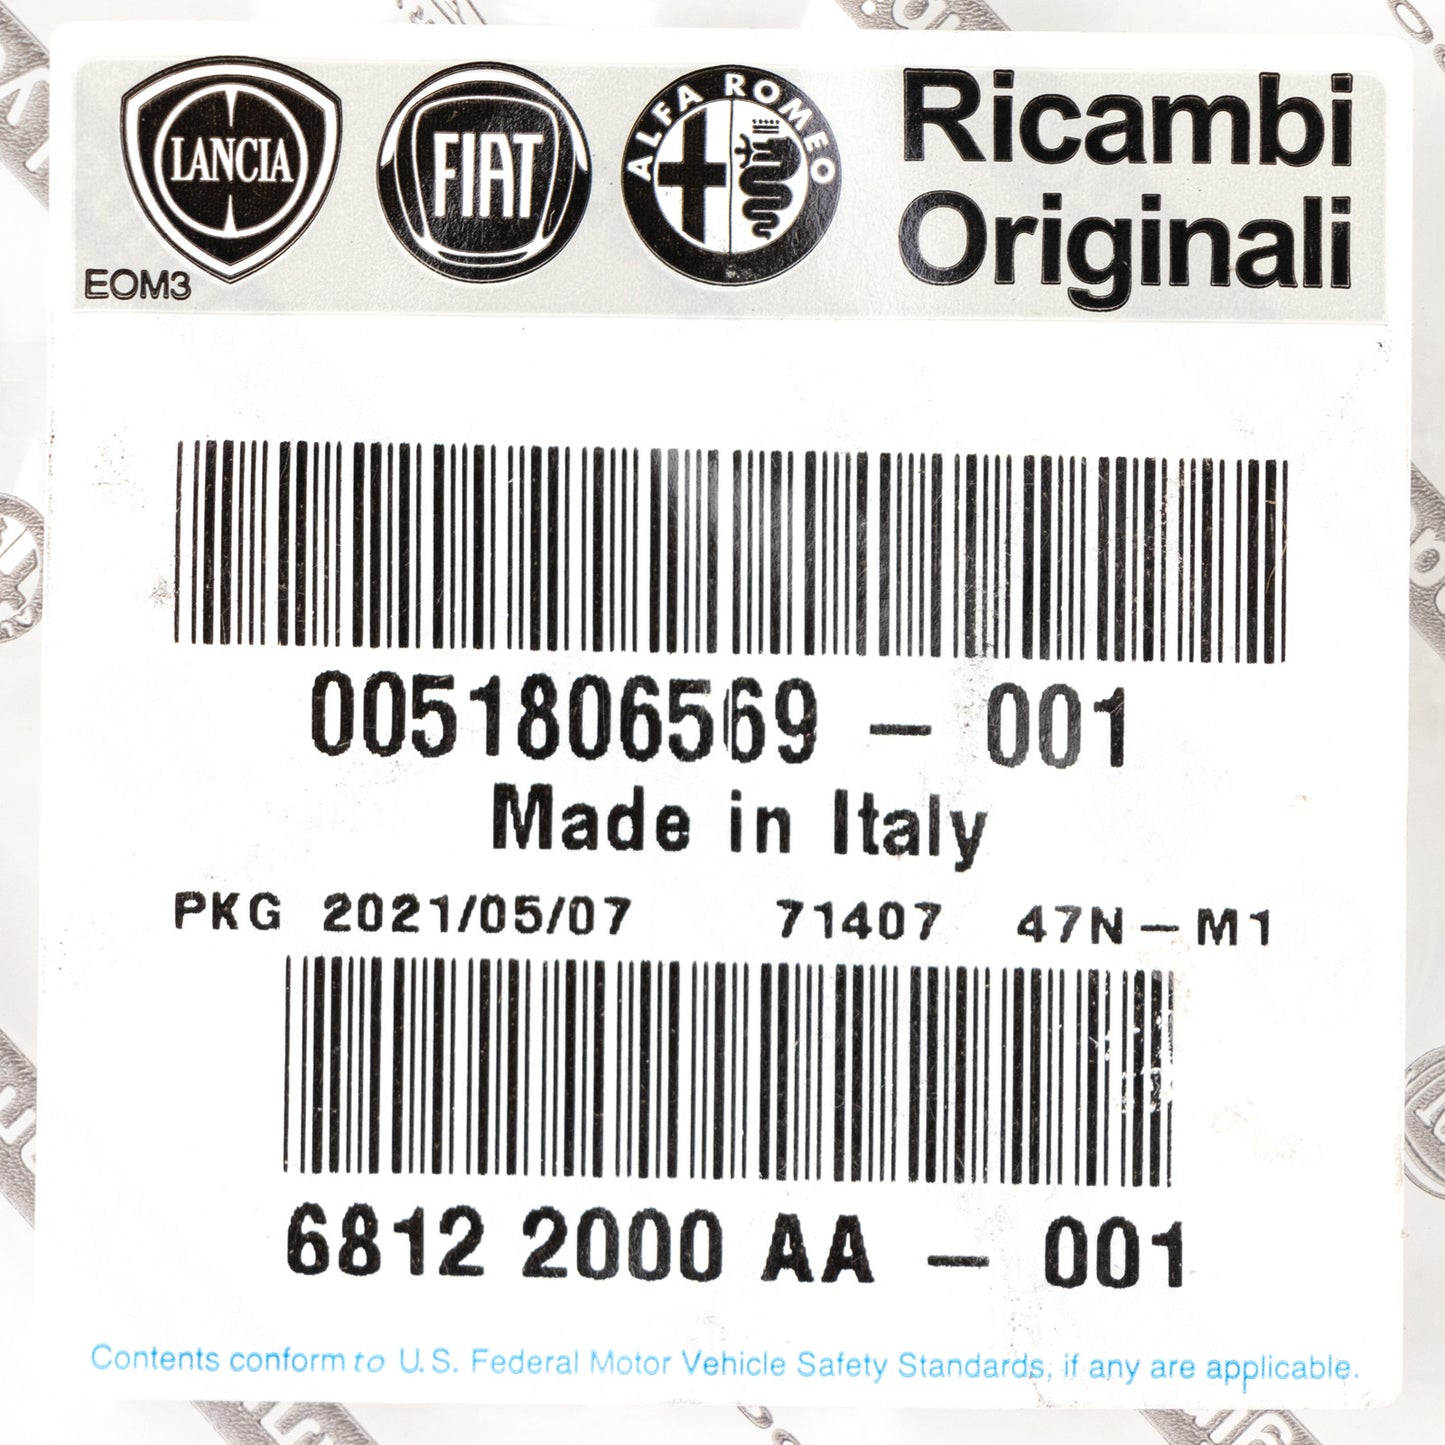 LANCIA
FIAT
ALFA ROMEO
Ricambi
Originali
EOM3
0051806569 - 001
Made in Italy
PKG 2021/05/07 71407 47N-M1
6812 2000 AA - 001
Contents conform to U.S. Federal Motor Vehicle Safety Standards, if any are applicable.